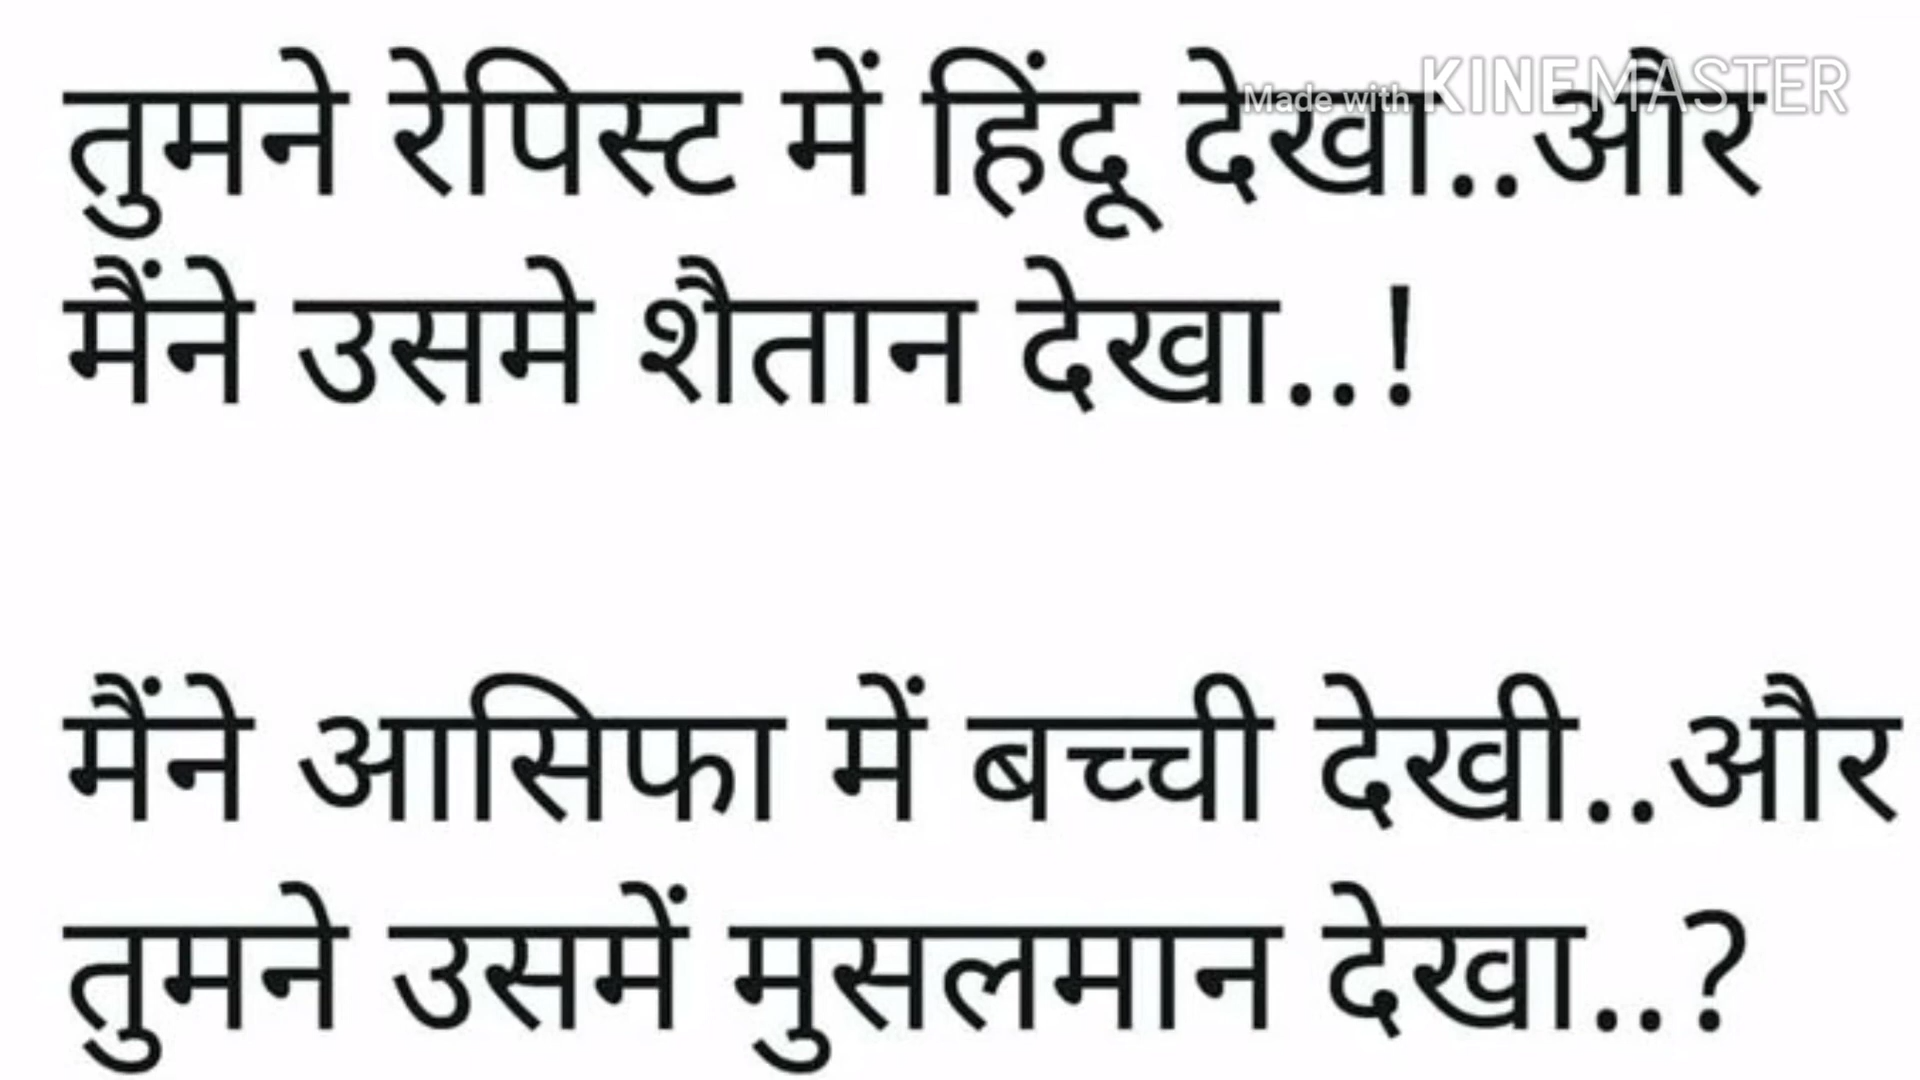 तुमने रेपिस्ट में हिंदू देखा..और
Made with KINEMASTER
मैंने उसमे शैतान देखा..!
मैंने आसिफा में बच्ची देखी..और
तुमने उसमें मुसलमान देखा..?